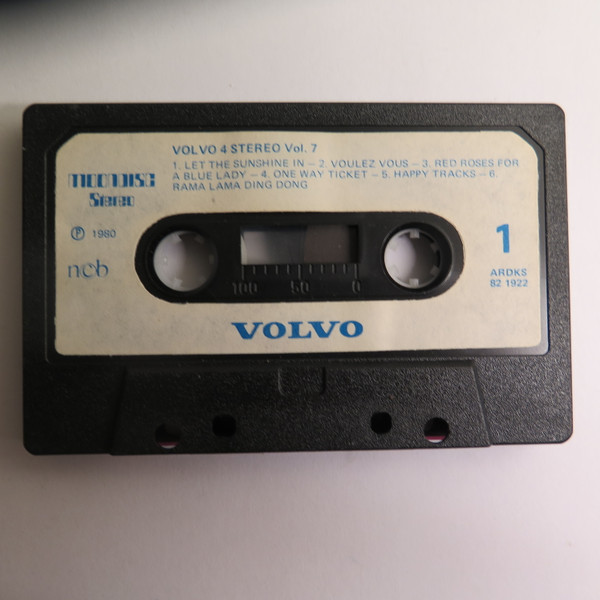 VOLVO 4 STEREO Vol. 7
1. LET THE SUNSHINE IN – 2. VOULEZ VOUS – 3. RED ROSES FOR
A BLUE LADY – 4. ONE WAY TICKET – 5. HAPPY TRACKS – 6.
RAMA LAMA DING DONG
MOONDISC
Stereo
℗ 1980
ncb
1
ARDKS
82 1922
100 50 0
VOLVO